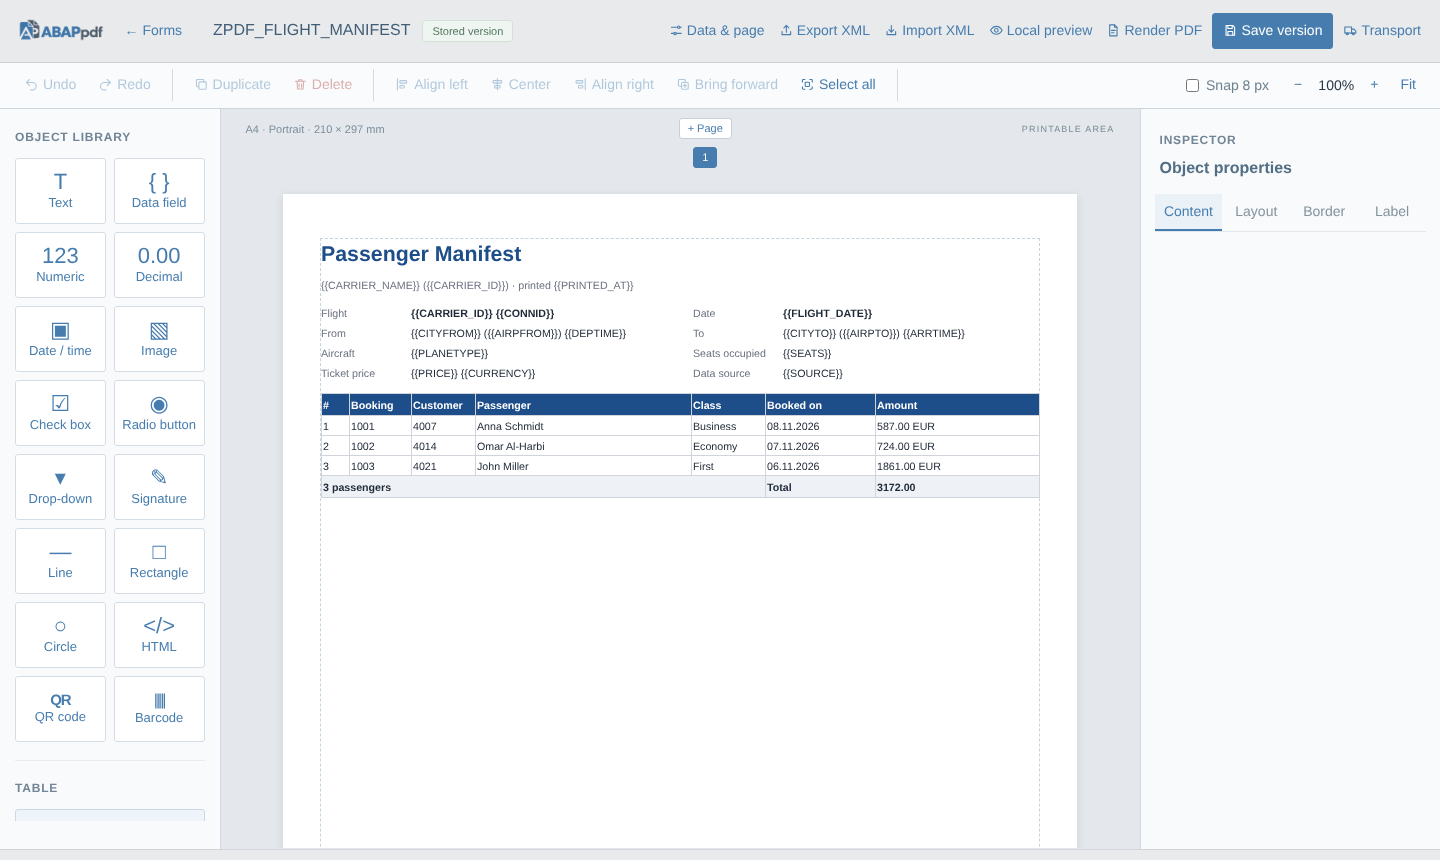 ABAPpdf ← Forms ZPDF_FLIGHT_MANIFEST Stored version Data & page Export XML Import XML Local preview Render PDF Save version Transport
Undo Redo Duplicate Delete Align left Center Align right Bring forward Select all Snap 8 px − 100% + Fit
OBJECT LIBRARY
T
Text
{ }
Data field
123
Numeric
0.00
Decimal
Date / time
Image
Check box
Radio button
Drop-down
Signature
Line
Rectangle
Circle
</>
HTML
QR
QR code
Barcode
TABLE
A4 · Portrait · 210 × 297 mm
+ Page
PRINTABLE AREA
1
Passenger Manifest
{{CARRIER_NAME}} ({{CARRIER_ID}}) · printed {{PRINTED_AT}}
Flight {{CARRIER_ID}} {{CONNID}} Date {{FLIGHT_DATE}}
From {{CITYFROM}} ({{AIRPFROM}}) {{DEPTIME}} To {{CITYTO}} ({{AIRPTO}}) {{ARRTIME}}
Aircraft {{PLANETYPE}} Seats occupied {{SEATS}}
Ticket price {{PRICE}} {{CURRENCY}} Data source {{SOURCE}}
# Booking Customer Passenger Class Booked on Amount
1 1001 4007 Anna Schmidt Business 08.11.2026 587.00 EUR
2 1002 4014 Omar Al-Harbi Economy 07.11.2026 724.00 EUR
3 1003 4021 John Miller First 06.11.2026 1861.00 EUR
3 passengers Total 3172.00
INSPECTOR
Object properties
Content Layout Border Label